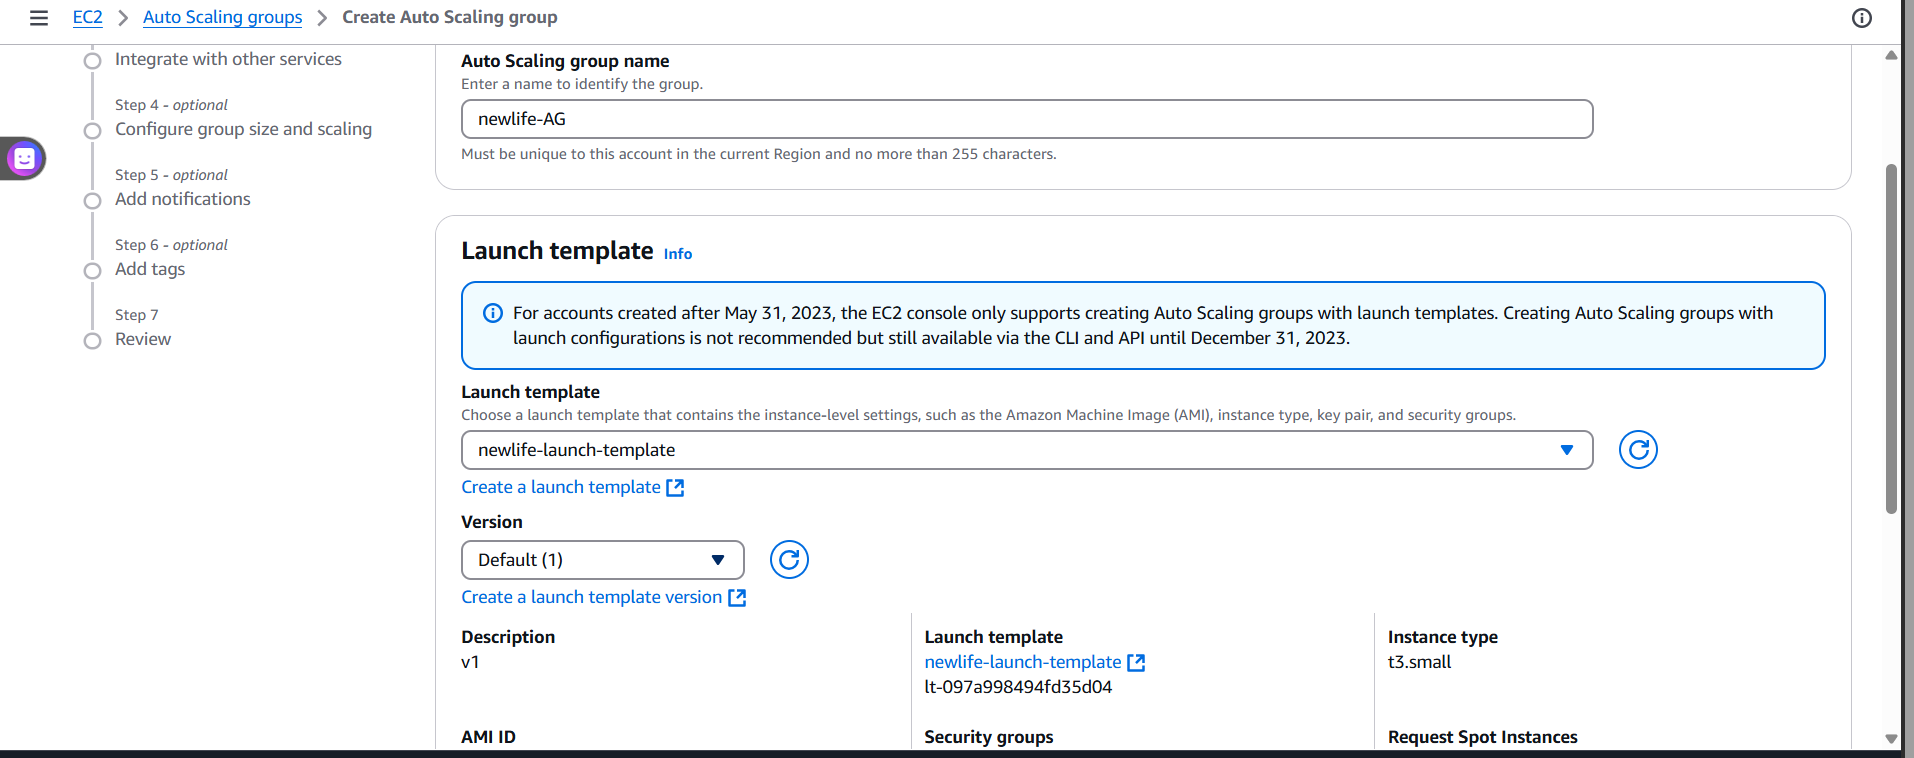 EC2 > Auto Scaling groups > Create Auto Scaling group
Integrate with other services
Step 4 - optional
Configure group size and scaling
Step 5 - optional
Add notifications
Step 6 - optional
Add tags
Step 7
Review
Auto Scaling group name
Enter a name to identify the group.
newlife-AG
Must be unique to this account in the current Region and no more than 255 characters.
Launch template Info
For accounts created after May 31, 2023, the EC2 console only supports creating Auto Scaling groups with launch templates. Creating Auto Scaling groups with
launch configurations is not recommended but still available via the CLI and API until December 31, 2023.
Launch template
Choose a launch template that contains the instance-level settings, such as the Amazon Machine Image (AMI), instance type, key pair, and security groups.
newlife-launch-template
Create a launch template
Version
Default (1)
Create a launch template version
Description
v1
Launch template
newlife-launch-template
lt-097a998494fd35d04
Instance type
t3.small
AMI ID
Security groups
Request Spot Instances